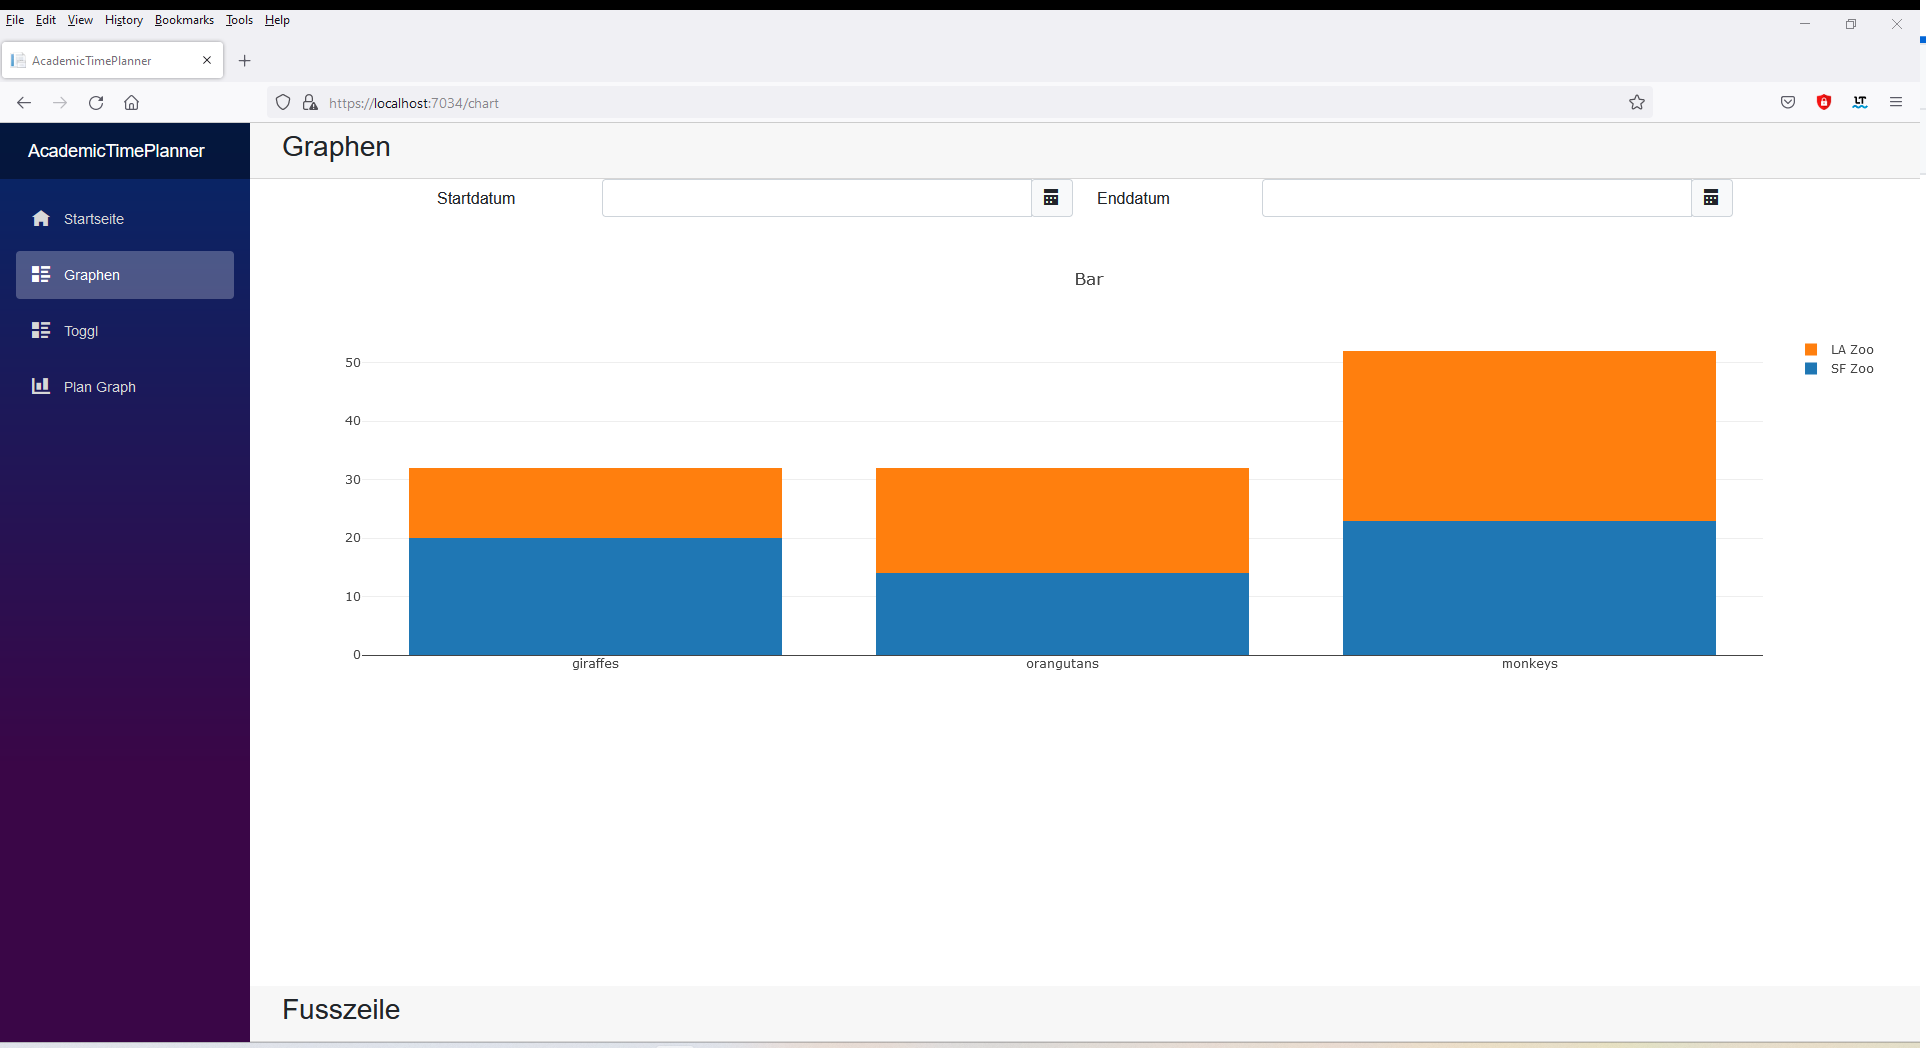 File Edit View History Bookmarks Tools Help
AcademicTimePlanner
https://localhost:7034/chart
AcademicTimePlanner
Startseite
Graphen
Toggl
Plan Graph
Graphen
Startdatum
Enddatum
Bar
50
40
30
20
10
0
giraffes
orangutans
monkeys
LA Zoo
SF Zoo
Fusszeile
LT